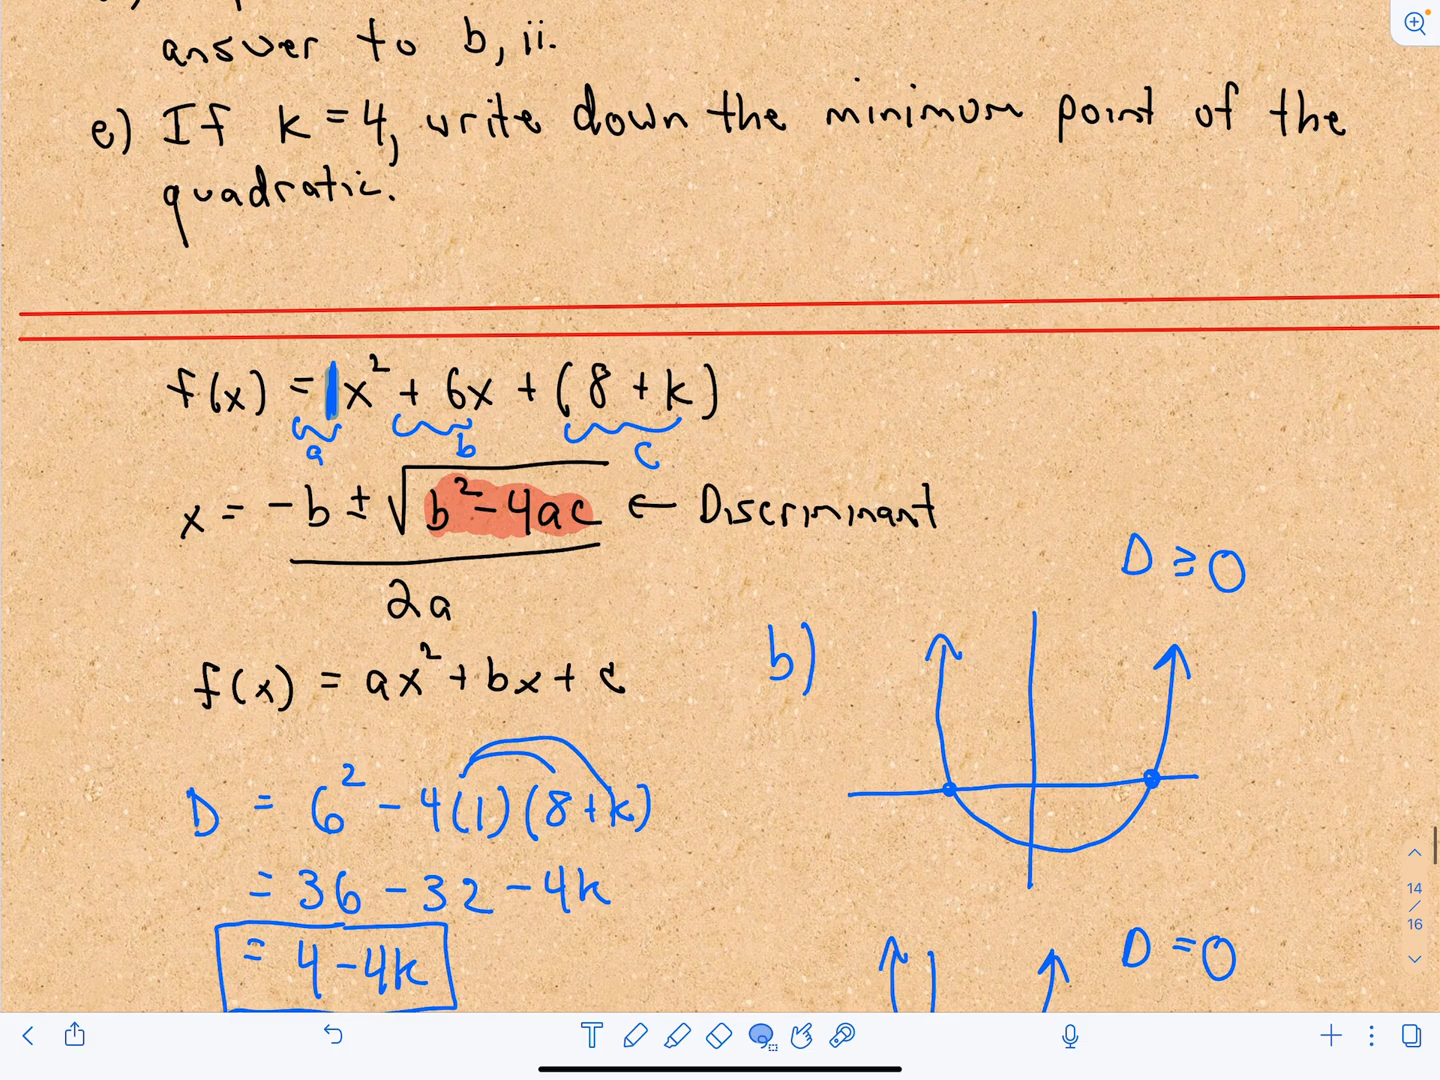 answer to b, ii.
e) If k = 4, write down the minimum point of the
quadratic.
f(x) = 1x² + 6x + (8 + k)
a b c
x = -b ± √b² - 4ac ← Discriminant
2a
D ≥ 0
b)
f(x) = ax² + bx + c
D = 6² - 4(1)(8 + k)
= 36 - 32 - 4k
= 4 - 4k
D = 0
14
/
16
T